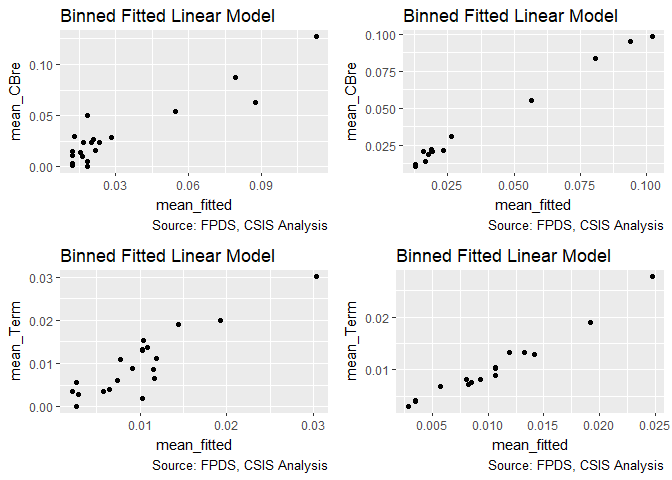 Binned Fitted Linear Model
mean_CBre
0.10
0.05
0.00
0.03
0.06
0.09
mean_fitted
Source: FPDS, CSIS Analysis
Binned Fitted Linear Model
mean_CBre
0.100
0.075
0.050
0.025
0.025
0.050
0.075
0.100
mean_fitted
Source: FPDS, CSIS Analysis
Binned Fitted Linear Model
mean_Term
0.03
0.02
0.01
0.00
0.01
0.02
0.03
mean_fitted
Source: FPDS, CSIS Analysis
Binned Fitted Linear Model
mean_Term
0.02
0.01
0.005
0.010
0.015
0.020
0.025
mean_fitted
Source: FPDS, CSIS Analysis